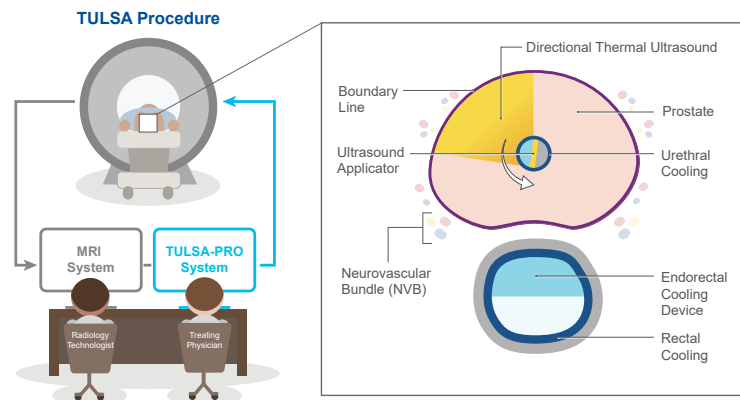 TULSA Procedure
MRI
System
TULSA-PRO
System
Radiology
Technologist
Treating
Physician
Directional Thermal Ultrasound
Boundary
Line
Prostate
Ultrasound
Applicator
Urethral
Cooling
Neurovascular
Bundle (NVB)
Endorectal
Cooling
Device
Rectal
Cooling